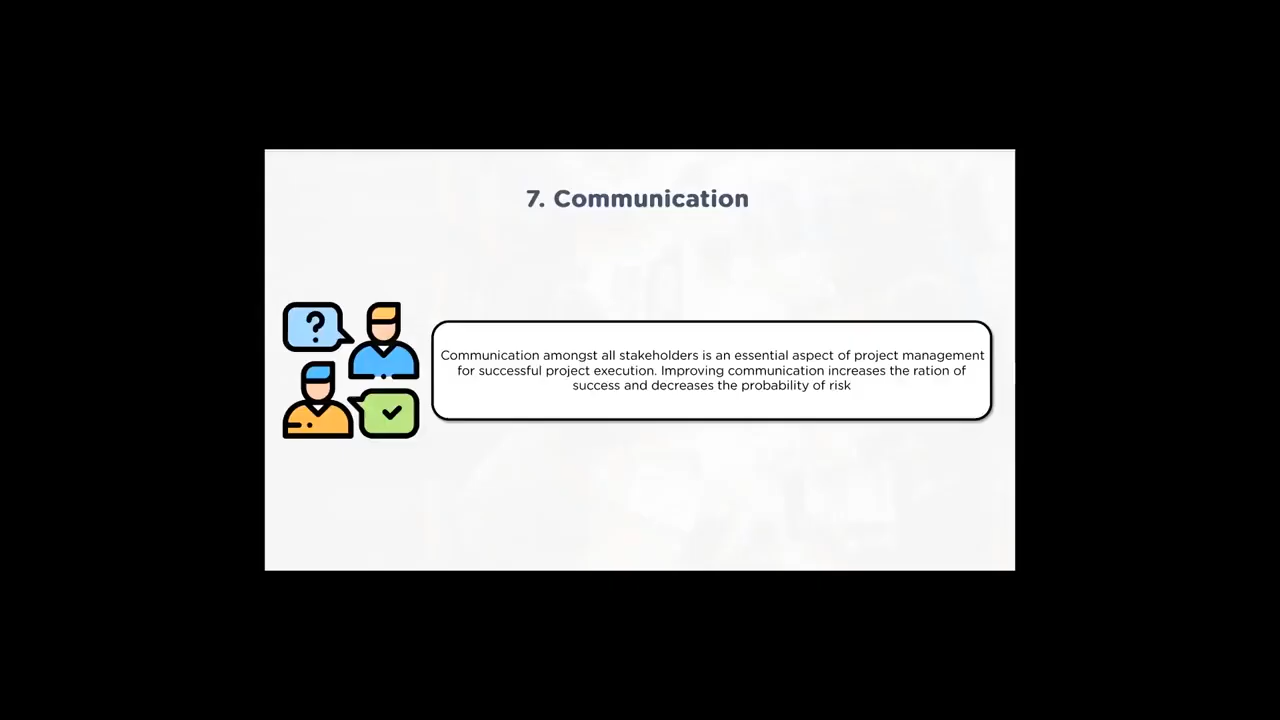 7. Communication
?
Communication amongst all stakeholders is an essential aspect of project management
for successful project execution. Improving communication increases the ration of
success and decreases the probability of risk